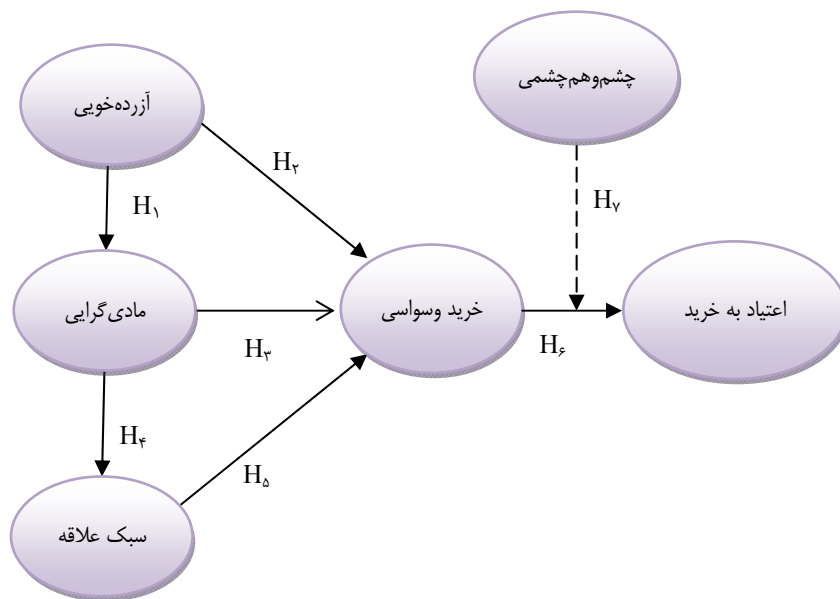 چشم‌وهم‌چشمی
آزرده‌خویی
H۲
H۱
H۷
مادی‌گرایی
خرید وسواسی
اعتیاد به خرید
H۳
H۶
H۴
H۵
سبک علاقه